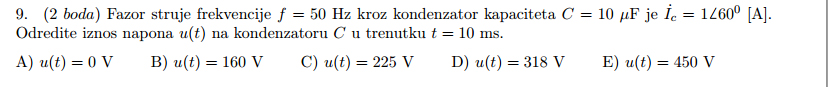 9. (2 boda) Fazor struje frekvencije f = 50 Hz kroz kondenzator kapaciteta C = 10 μF je İc = 1∠60⁰ [A].
Odredite iznos napona u(t) na kondenzatoru C u trenutku t = 10 ms.
A) u(t) = 0 V B) u(t) = 160 V C) u(t) = 225 V D) u(t) = 318 V E) u(t) = 450 V